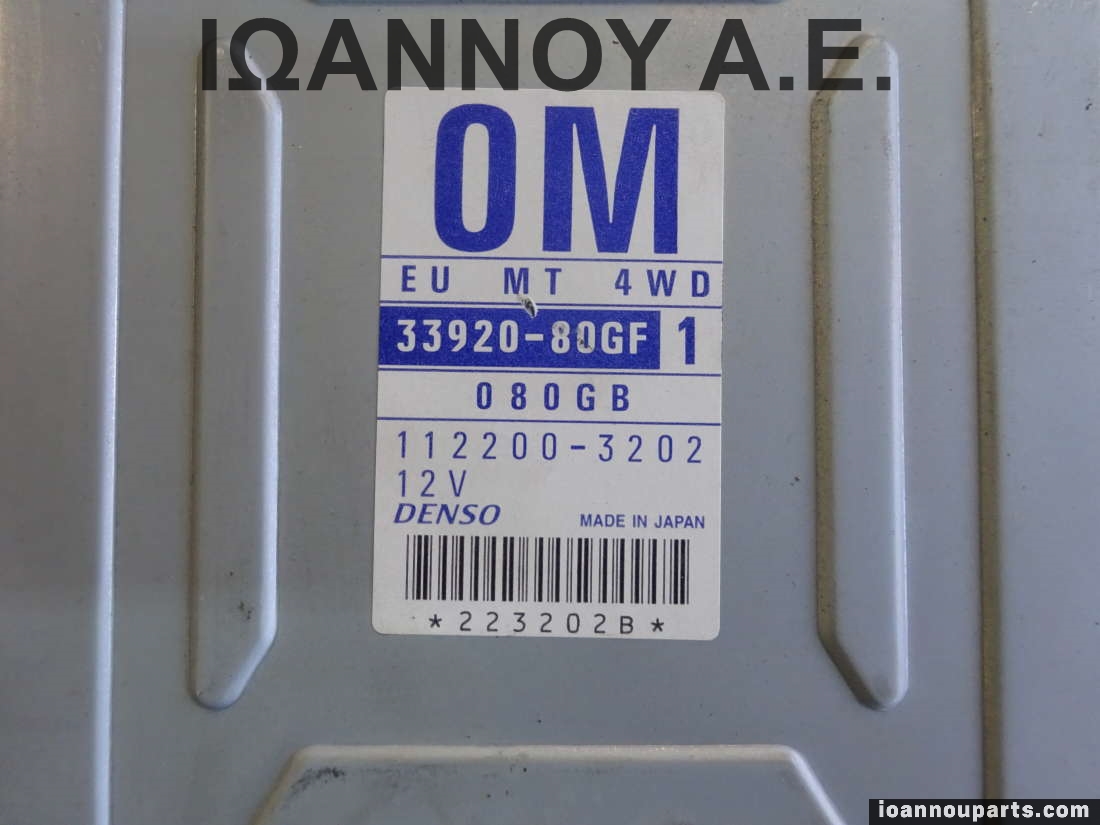 ΙΩΑΝΝΟΥ Α.Ε.
0M
EU MT 4WD
33920-80GF 1
080GB
112200-3202
12V
DENSO MADE IN JAPAN
*223202B*
ioannouparts.com